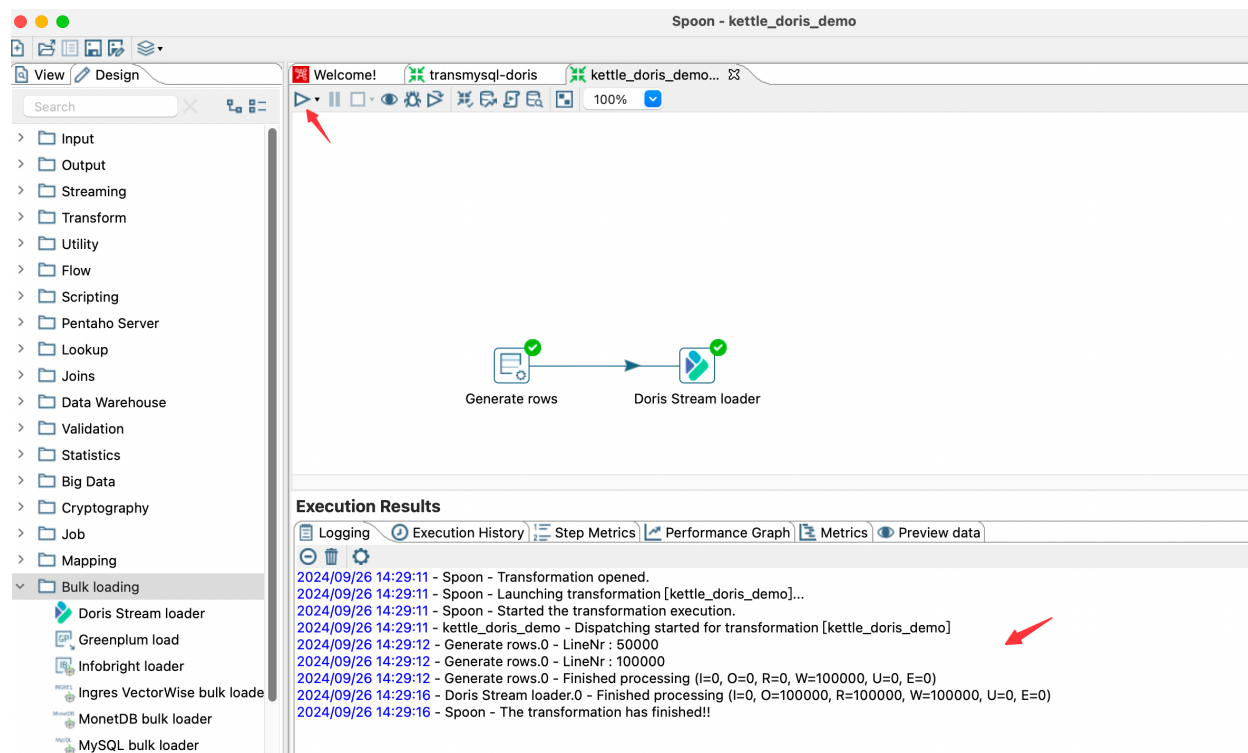 Spoon - kettle_doris_demo
View
Design
Welcome!
transmysql-doris
kettle_doris_demo...
Search
100%
Input
Output
Streaming
Transform
Utility
Flow
Scripting
Pentaho Server
Lookup
Joins
Data Warehouse
Validation
Statistics
Big Data
Cryptography
Job
Mapping
Bulk loading
Doris Stream loader
GP
Greenplum load
IB
Infobright loader
INGRES
Ingres VectorWise bulk loade
MonetDB
MonetDB bulk loader
MySQL
MySQL bulk loader
Generate rows
Doris Stream loader
Execution Results
Logging
Execution History
Step Metrics
Performance Graph
Metrics
Preview data
2024/09/26 14:29:11 - Spoon - Transformation opened.
2024/09/26 14:29:11 - Spoon - Launching transformation [kettle_doris_demo]...
2024/09/26 14:29:11 - Spoon - Started the transformation execution.
2024/09/26 14:29:11 - kettle_doris_demo - Dispatching started for transformation [kettle_doris_demo]
2024/09/26 14:29:12 - Generate rows.0 - LineNr : 50000
2024/09/26 14:29:12 - Generate rows.0 - LineNr : 100000
2024/09/26 14:29:12 - Generate rows.0 - Finished processing (I=0, O=0, R=0, W=100000, U=0, E=0)
2024/09/26 14:29:16 - Doris Stream loader.0 - Finished processing (I=0, O=100000, R=100000, W=100000, U=0, E=0)
2024/09/26 14:29:16 - Spoon - The transformation has finished!!